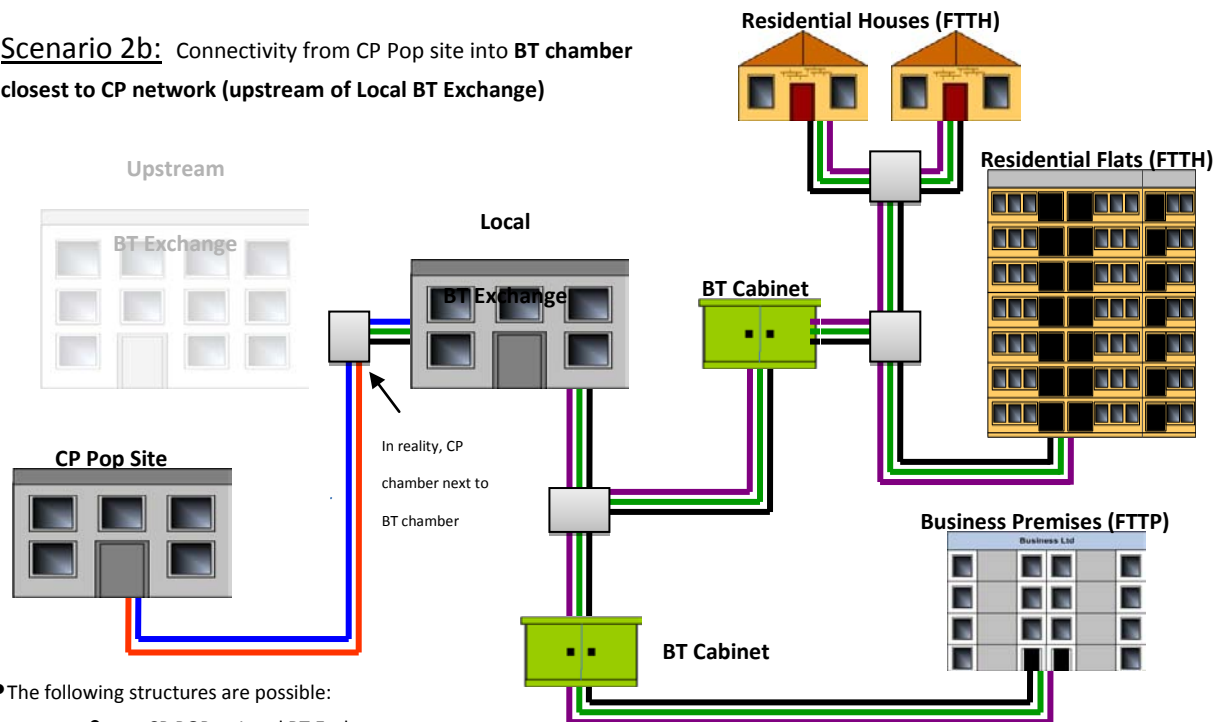 Residential Houses (FTTH)
Scenario 2b: Connectivity from CP Pop site into BT chamber
closest to CP network (upstream of Local BT Exchange)
Upstream
BT Exchange
Residential Flats (FTTH)
Local
BT Exchange
BT Cabinet
In reality, CP
chamber next to
BT chamber
CP Pop Site
Business Premises (FTTP)
Business Ltd
BT Cabinet
The following structures are possible: